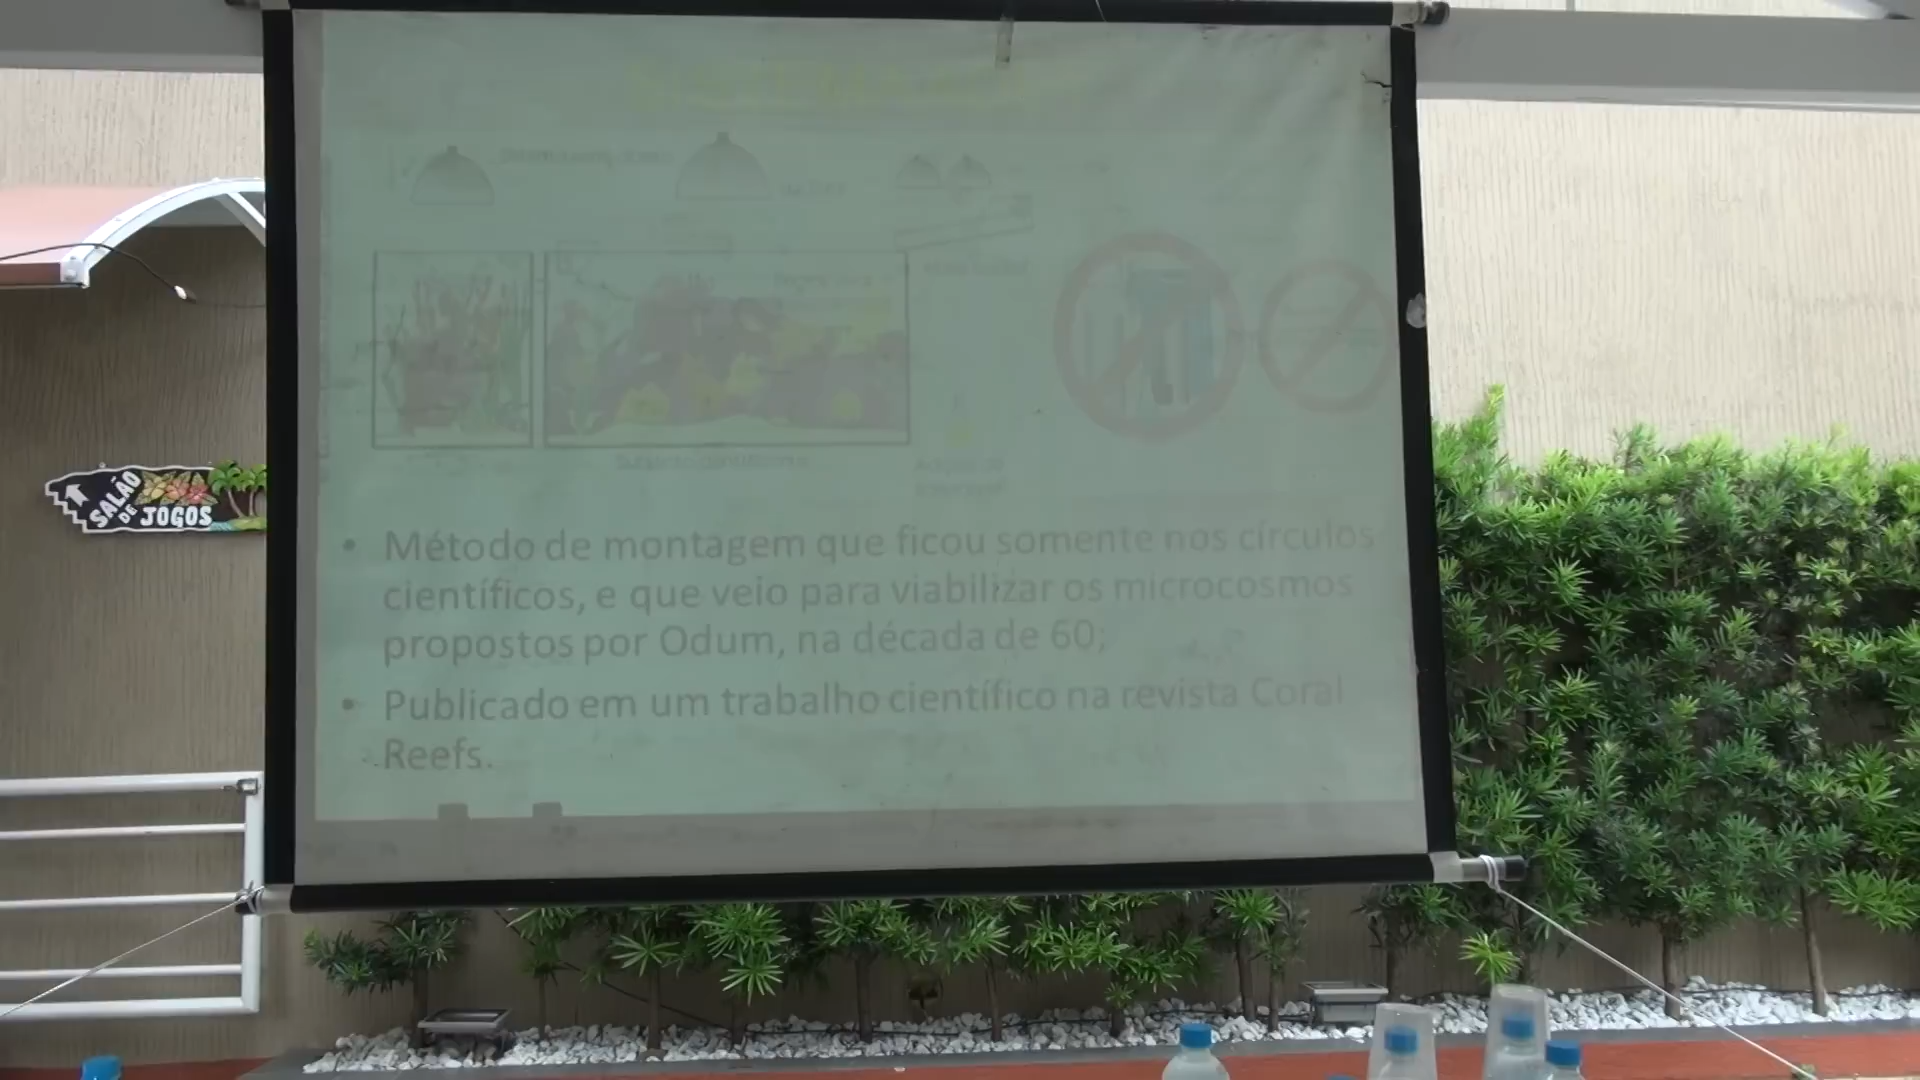 SALÃO
DE JOGOS
• Método de montagem que ficou somente nos círculos
científicos, e que veio para viabilizar os microcosmos
propostos por Odum, na década de 60;
• Publicado em um trabalho científico na revista Coral
Reefs.